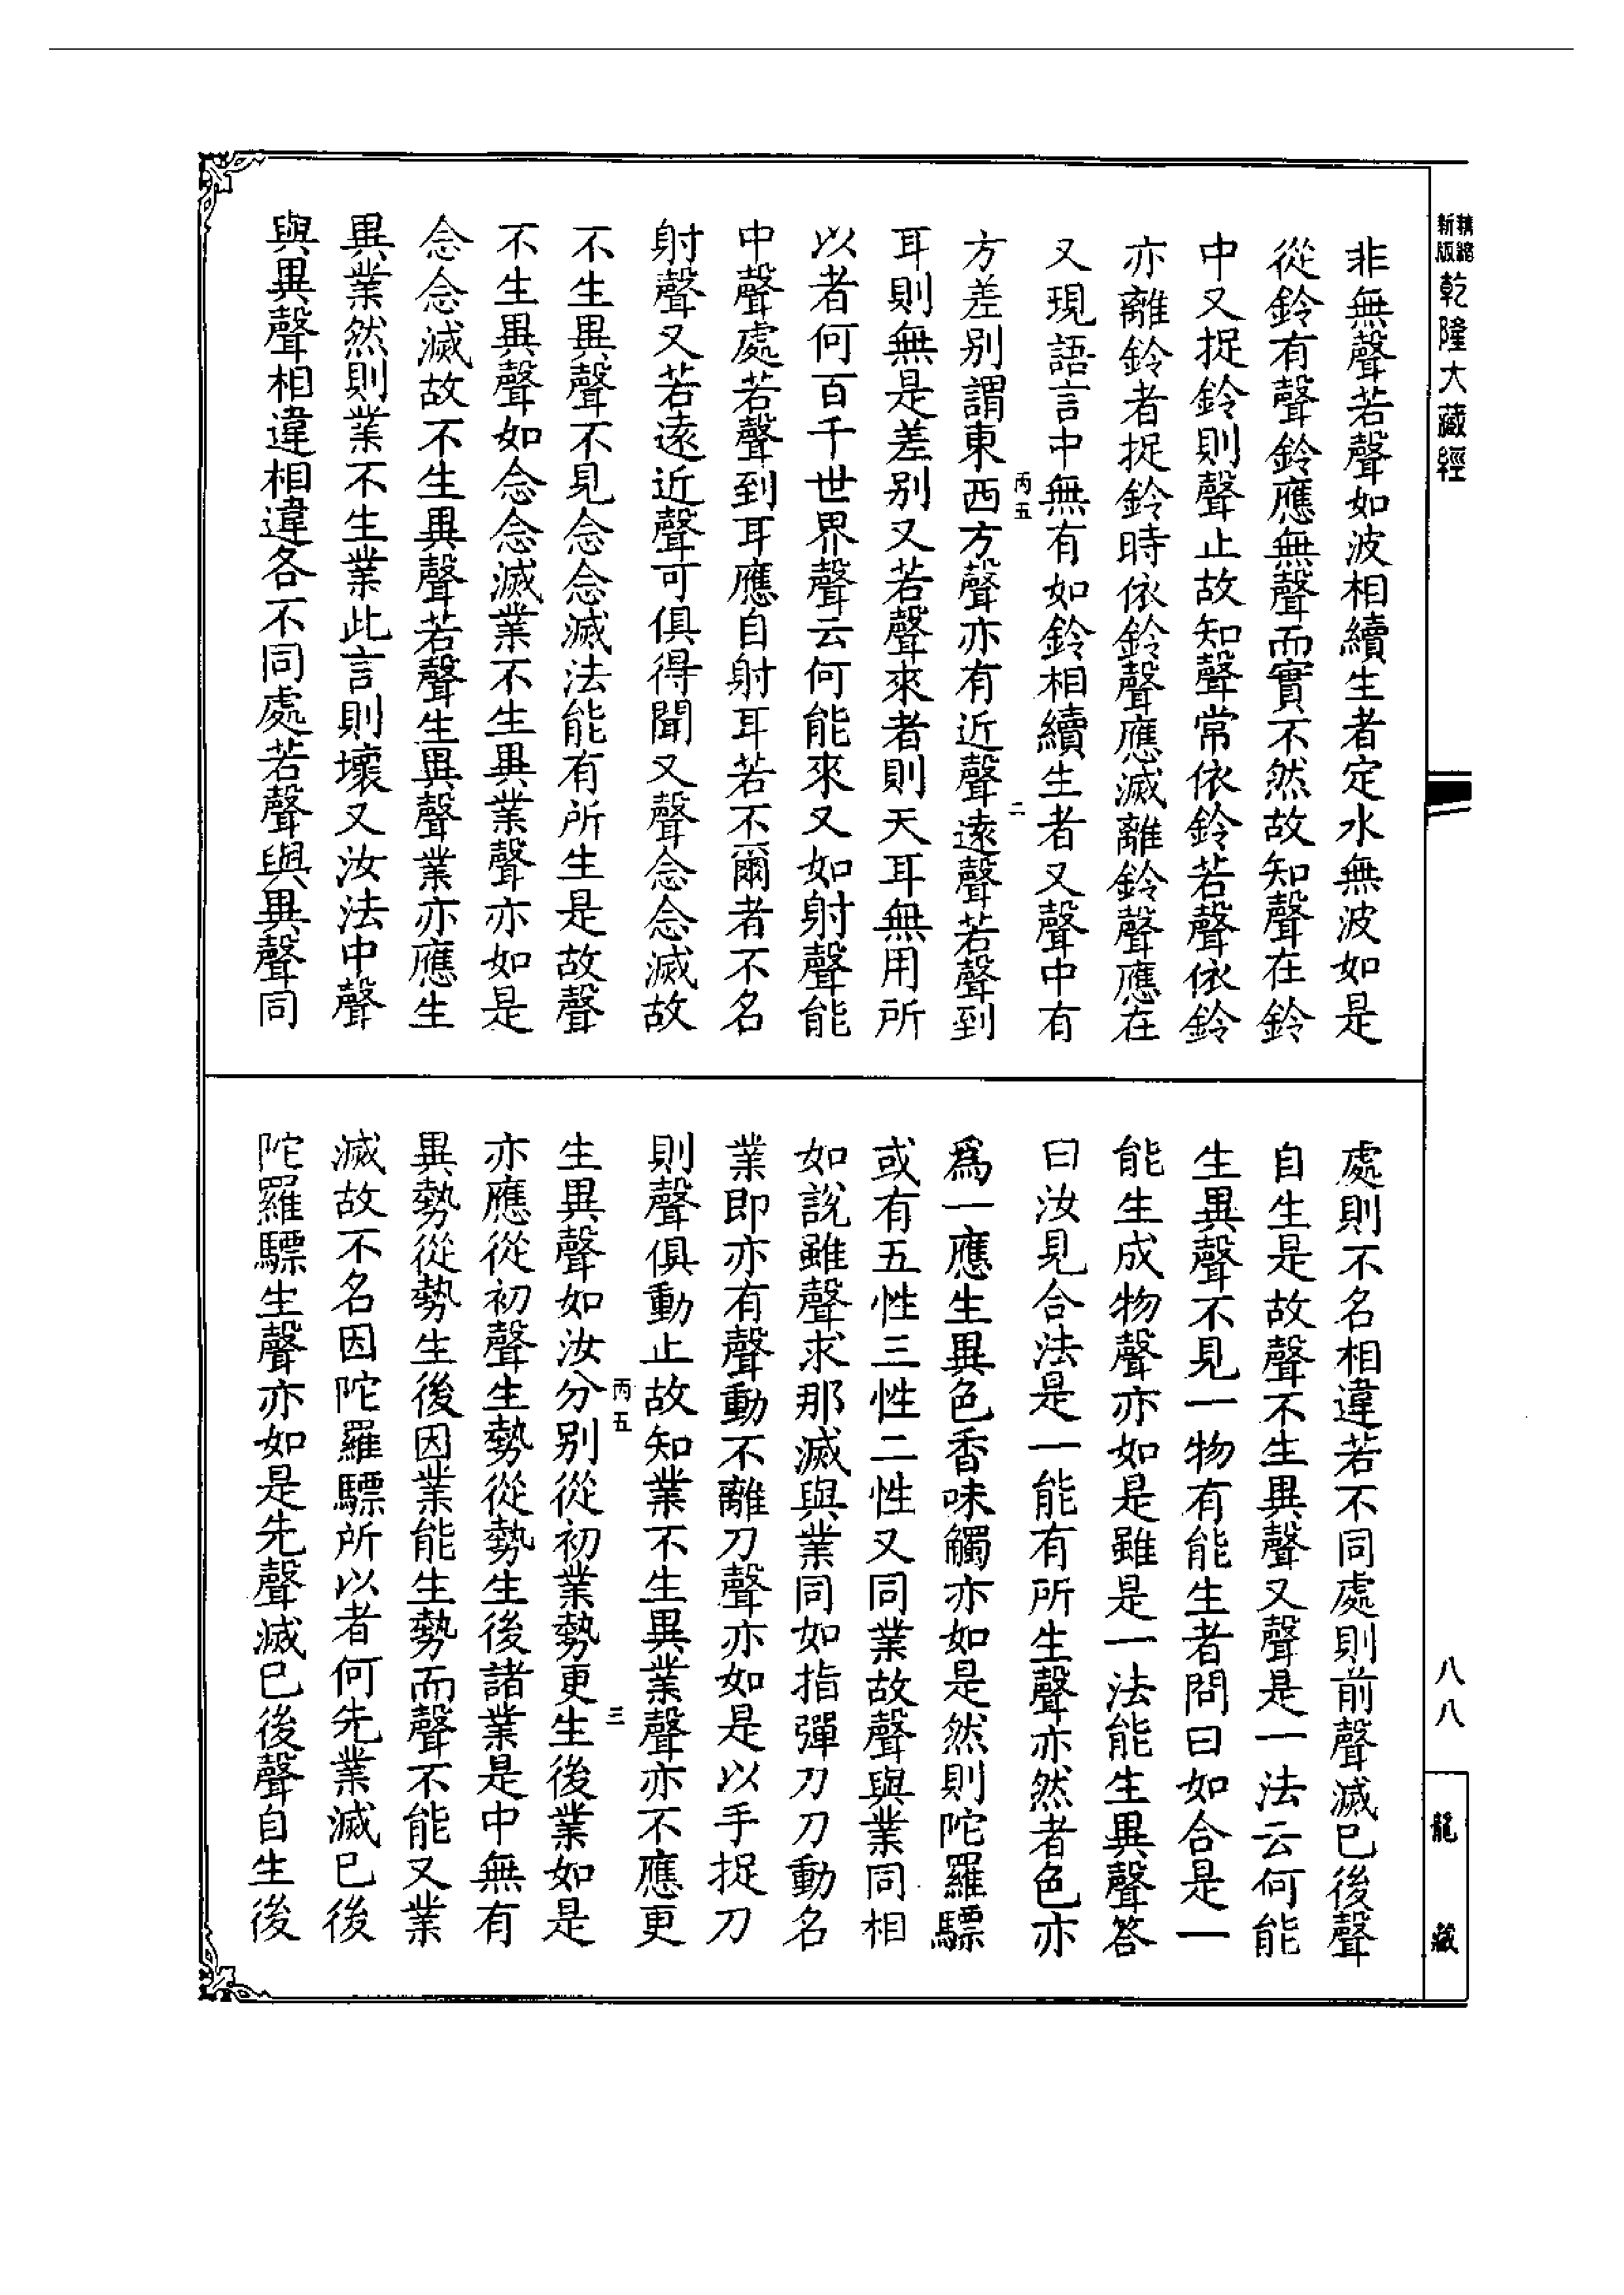 新版
精縮
乾隆大藏經
非無聲若聲如波相續生者定水無波如是
從鈴有聲鈴應無聲而實不然故知聲在鈴
中又捉鈴則聲止故知聲常依鈴若聲依鈴
亦離鈴者捉鈴時依鈴聲應滅離鈴聲應在
又現語言中無有如鈴相續生者又聲中有
丙五
二
方差別謂東西方聲亦有近聲遠聲若聲到
耳則無是差別又若聲來者則天耳無用所
以者何百千世界聲云何能來又如射聲能
中聲處若聲到耳應自射耳若不爾者不名
射聲又若遠近聲可俱得聞又聲念念滅故
不生異聲不見念念滅法能有所生是故聲
不生異聲如念念滅業不生異業聲亦如是
念念滅故不生異聲若聲生異聲業亦應生
異業然則業不生業此言則壞又汝法中聲
與異聲相違相違各不同處若聲與異聲同
處則不名相違若不同處則前聲滅已後聲
自生是故聲不生異聲又聲是一法云何能
生異聲不見一物有能生者問曰如合是一
能生成物聲亦如是雖是一法能生異聲答
曰汝見合法是一能有所生聲亦然者色亦
為一應生異色香味觸亦如是然則陀羅驃
或有五性三性二性又同業故聲與業同相
如說雖聲求那滅與業同如指彈刀刀動名
業即亦有聲動不離刀聲亦如是以手捉刀
則聲俱動止故知業不生異業聲亦不應更
丙五
三
生異聲如汝分別從初業勢更生後業如是
亦應從初聲生勢從勢生後諸業是中無有
異勢從勢生後因業能生勢而聲不能又業
滅故不名因陀羅驃所以者何先業滅已後
陀羅驃生聲亦如是先聲滅已後聲自生後
八八
龍藏